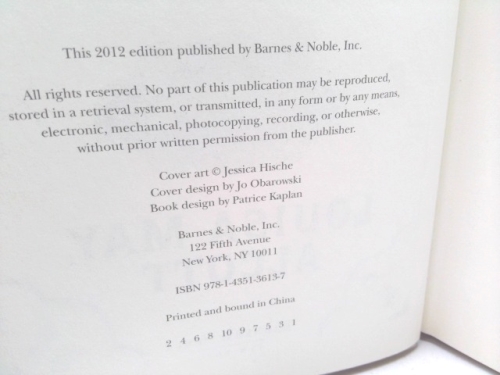 This 2012 edition published by Barnes & Noble, Inc.
All rights reserved. No part of this publication may be reproduced,
stored in a retrieval system, or transmitted, in any form or by any means,
electronic, mechanical, photocopying, recording, or otherwise,
without prior written permission from the publisher.
Cover art © Jessica Hische
Cover design by Jo Obarowski
Book design by Patrice Kaplan
Barnes & Noble, Inc.
122 Fifth Avenue
New York, NY 10011
ISBN 978-1-4351-3613-7
Printed and bound in China
2 4 6 8 10 9 7 5 3 1